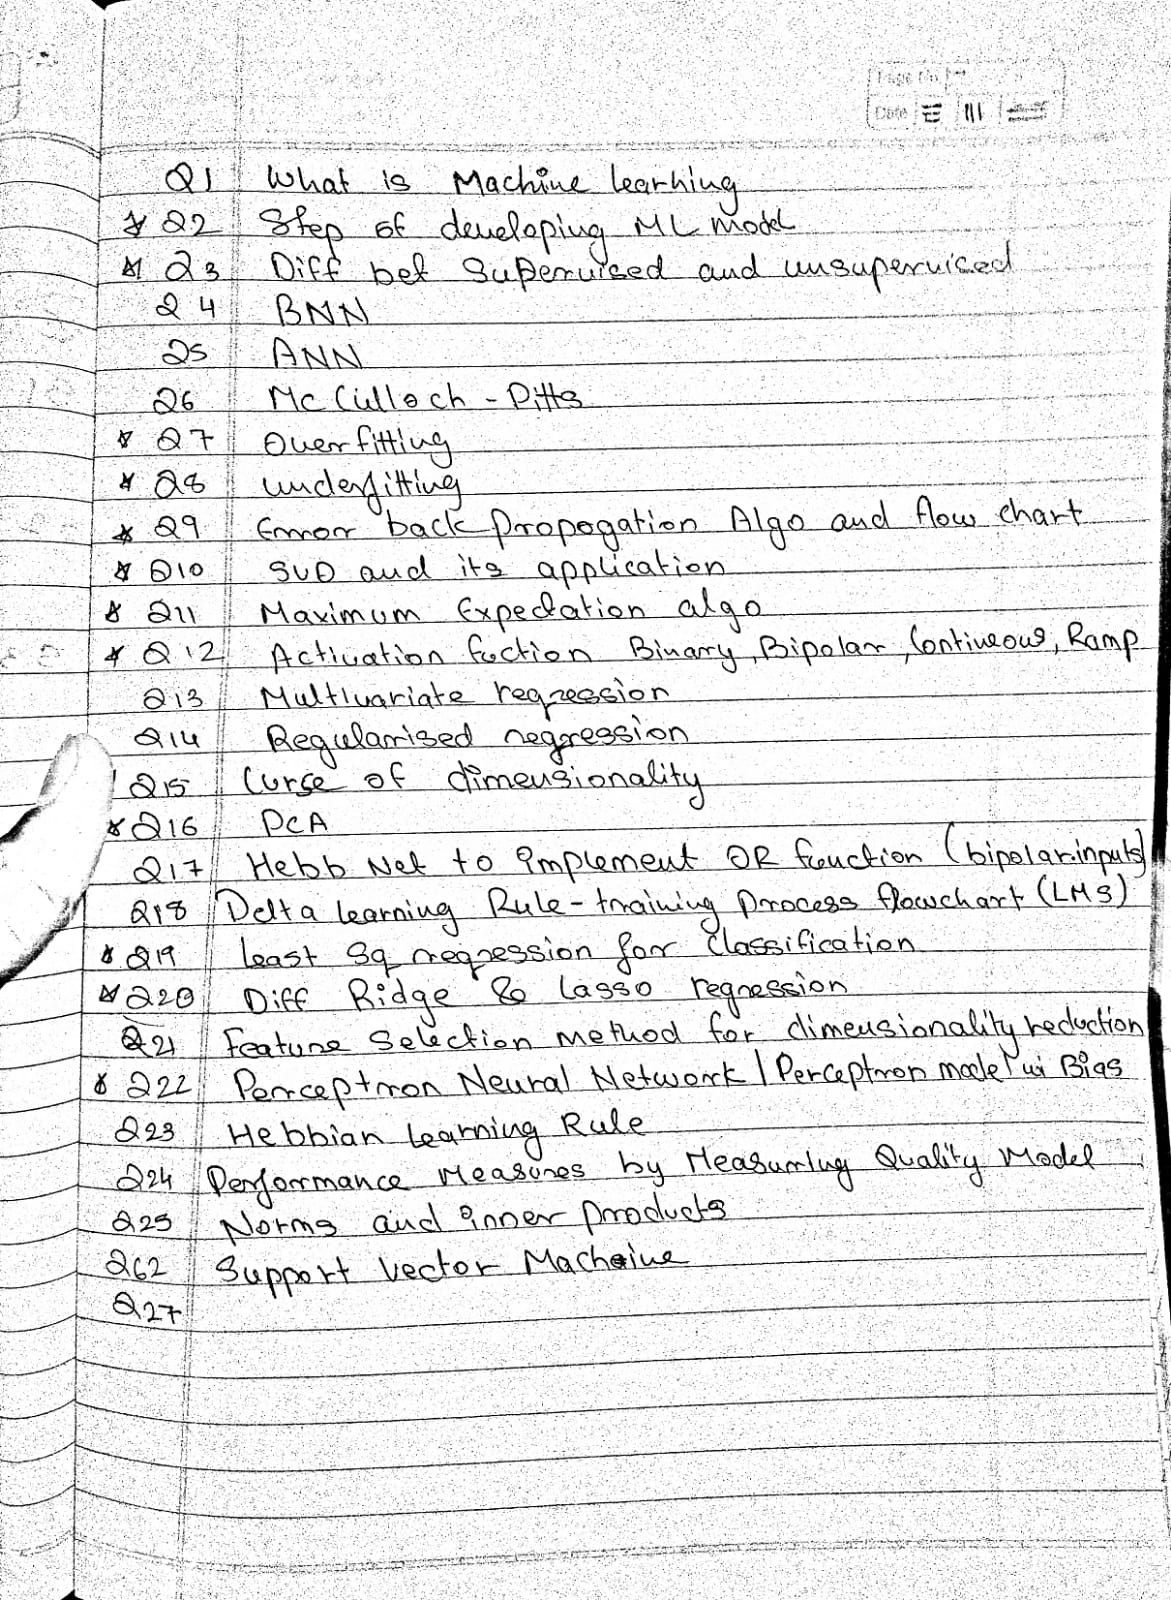 Page No.
Date
Q1 What is Machine learning
☆ Q2 Step of developing ML model
☆ Q3 Diff bet Supervised and unsupervised
Q4 BNN
Q5 ANN
Q6 McCulloch - Pitts
☆ Q7 Overfitting
☆ Q8 underfitting
☆ Q9 Error back Propogation Algo and flow chart
☆ Q10 SVD and its application
☆ Q11 Maximum Expectation algo
☆ Q12 Activation fuction Binary, Bipolar, Contineous, Ramp
Q13 Multivariate regression
Q14 Regularised regression
Q15 Curse of dimensionality
☆ Q16 PCA
Q17 Hebb Net to implement OR function (bipolar inputs)
Q18 Delta learning Rule - training process flowchart (LMS)
☆ Q19 least Sq regression for Classification
☆ Q20 Diff Ridge & Lasso regression
Q21 Feature Selection method for dimensionality reduction
☆ Q22 Perceptron Neural Network / Perceptron model wi Bias
Q23 Hebbian Learning Rule
Q24 Performance Measures by Measuring Quality Model
Q25 Norms and inner products
Q62 Support Vector Machine
Q27